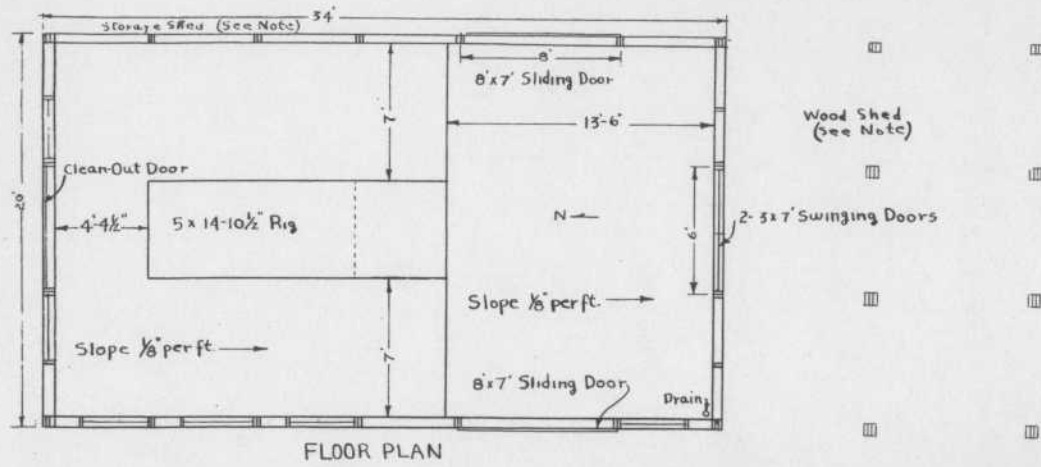 34'
Storage Shed (See Note)
8'
8'x7' Sliding Door
7'
13'-6"
Wood Shed
(See Note)
Clean-Out Door
20'
4'-4½"
5 x 14-10½" Rig
N
6'
2-3x7' Swinging Doors
Slope ⅛" per ft.
Slope ⅛" per ft.
7'
8'x7' Sliding Door
Drain
FLOOR PLAN